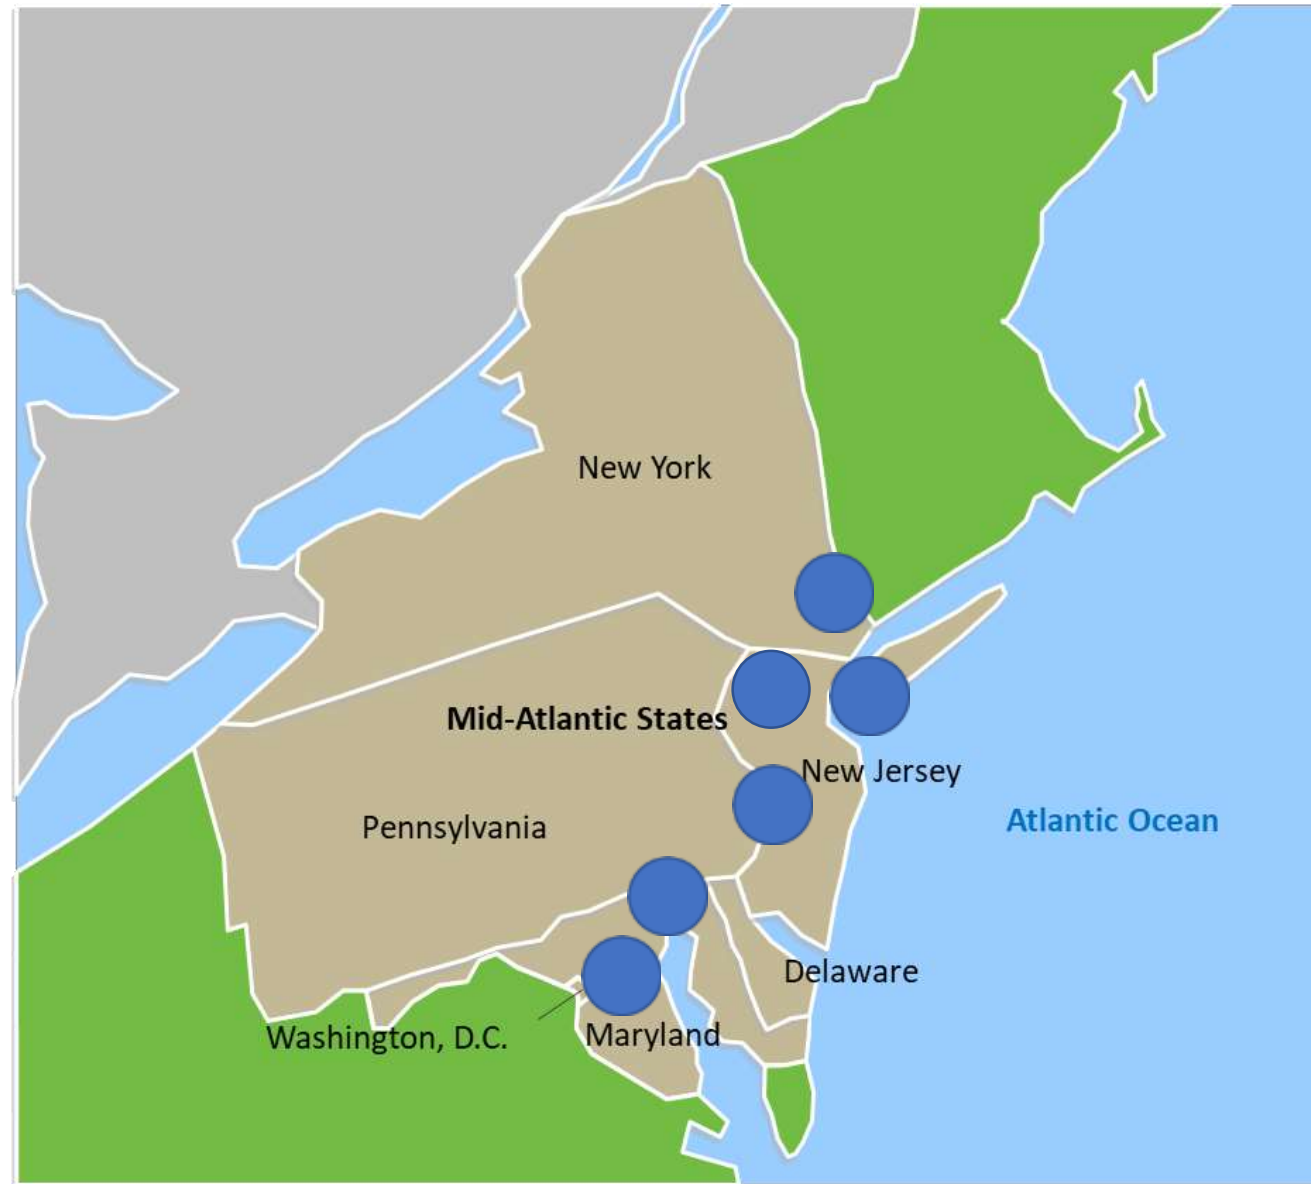 New York
Mid-Atlantic States
New Jersey
Pennsylvania
Atlantic Ocean
Delaware
Washington, D.C.
Maryland